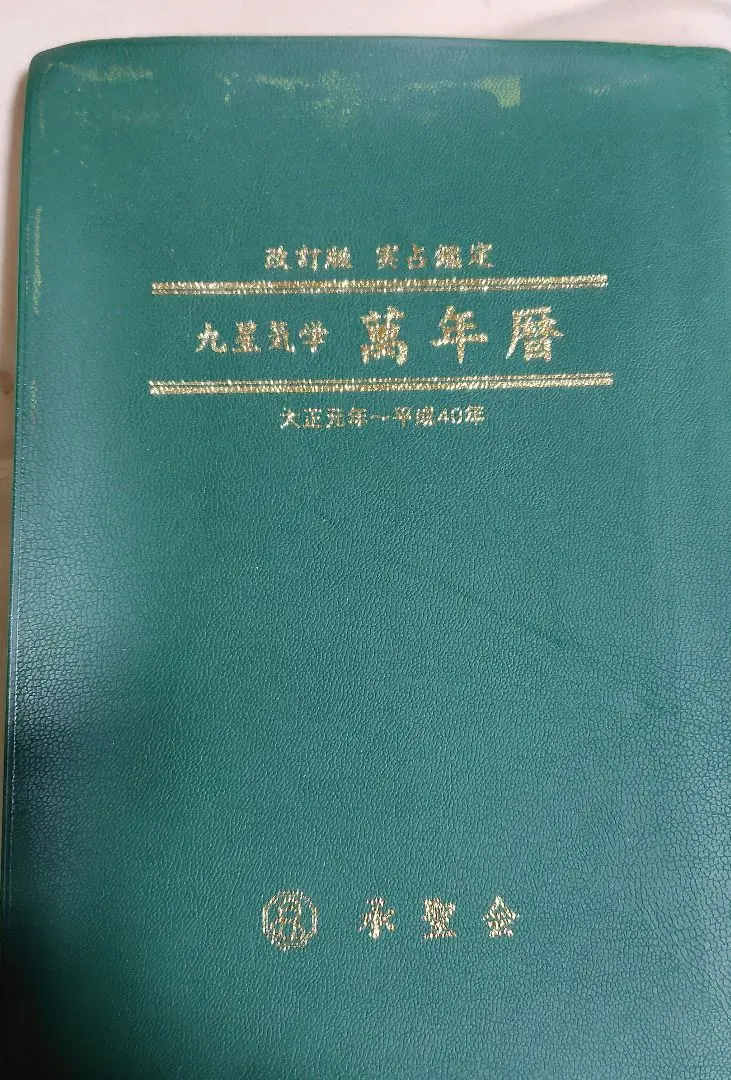 改訂版 実占鑑定
九星気学 萬年暦
大正元年~平成40年
承聖会